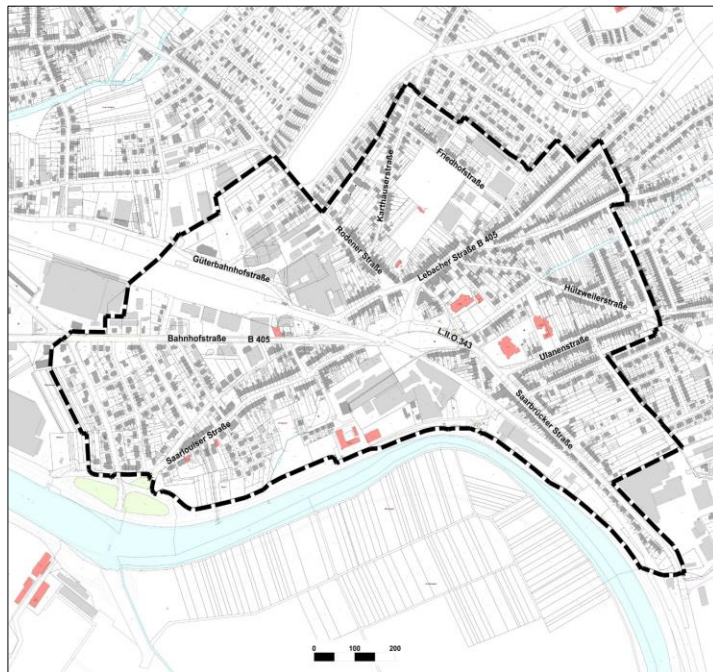 Friedhofstraße
Karthäuserstraße
Rodener Straße
Lebacher Straße B 405
Güterbahnhofstraße
Hülzweilerstraße
L.II.O 343
Bahnhofstraße B 405
Ulanenstraße
Saarbrücker Straße
Saarlouiser Straße
0 100 200